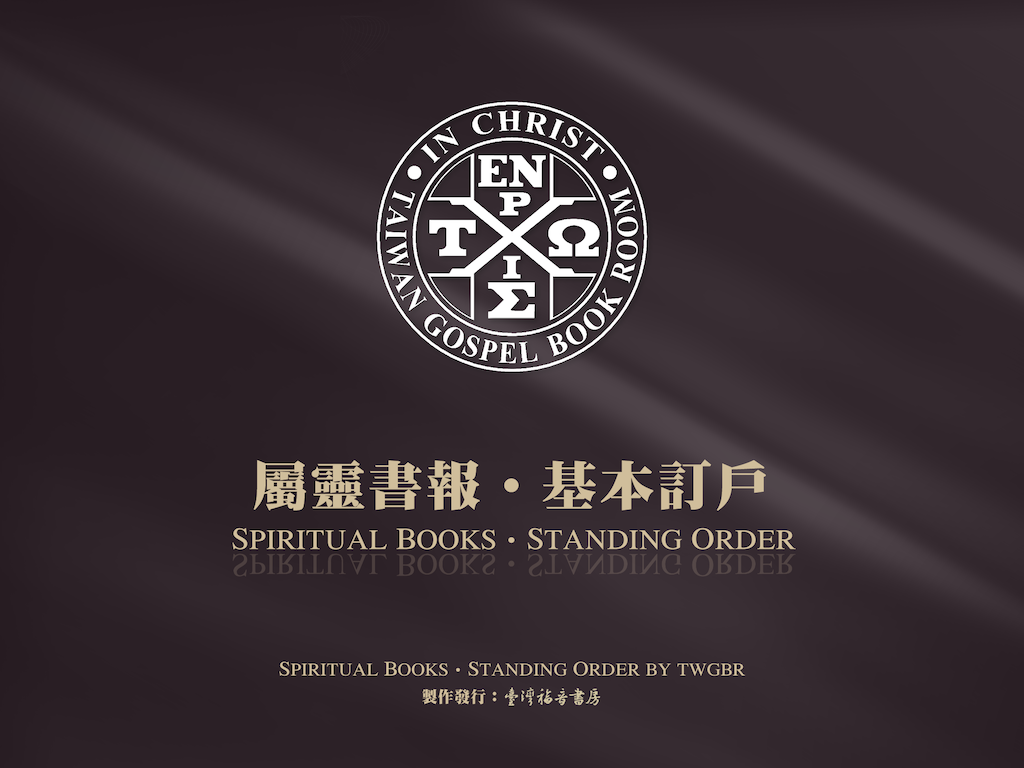 IN CHRIST
TAIWAN GOSPEL BOOK ROOM
EN
P
T Ω
Ι
Σ
屬靈書報・基本訂戶
SPIRITUAL BOOKS・STANDING ORDER
SPIRITUAL BOOKS・STANDING ORDER BY TWGBR
製作發行：臺灣福音書房